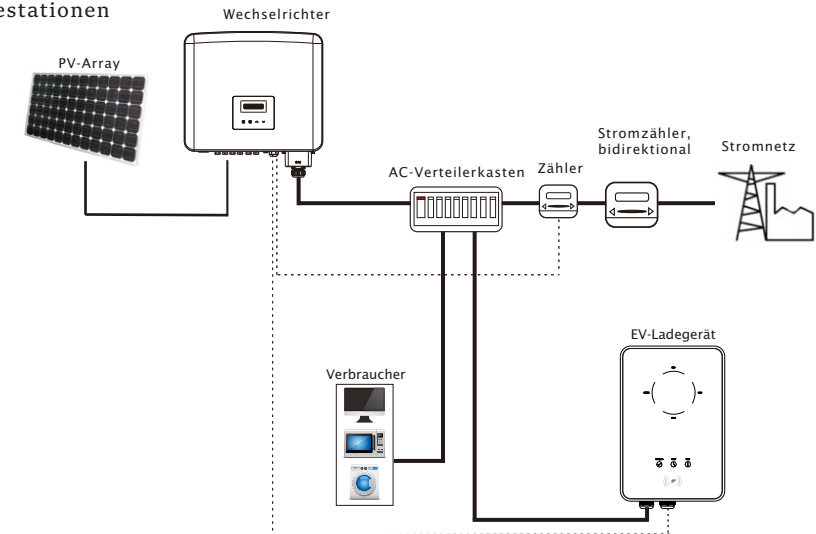 estationen
Wechselrichter
PV-Array
Stromzähler,
bidirektional
Stromnetz
AC-Verteilerkasten
Zähler
EV-Ladegerät
Verbraucher